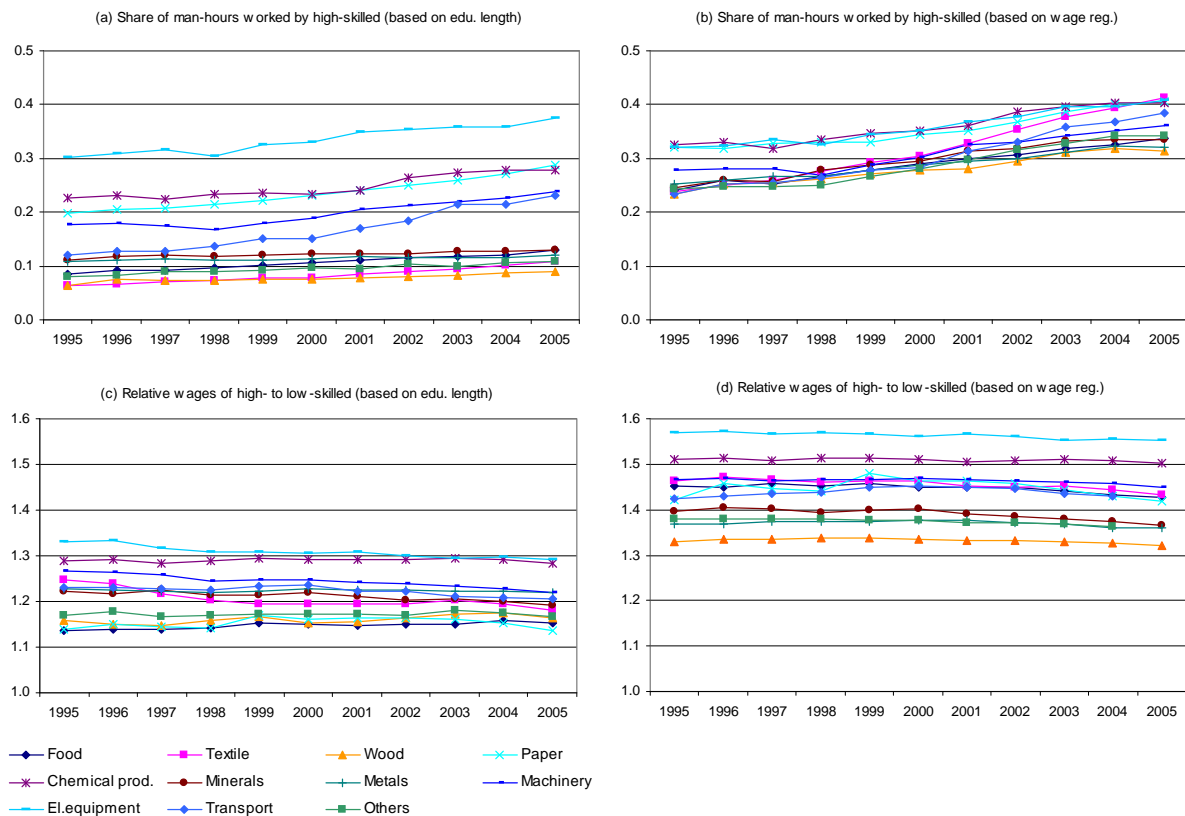 (a) Share of man-hours worked by high-skilled (based on edu. length)
0.5
0.4
0.3
0.2
0.1
0.0
1995 1996 1997 1998 1999 2000 2001 2002 2003 2004 2005
(b) Share of man-hours worked by high-skilled (based on wage reg.)
0.5
0.4
0.3
0.2
0.1
0.0
1995 1996 1997 1998 1999 2000 2001 2002 2003 2004 2005
(c) Relative wages of high- to low-skilled (based on edu. length)
1.6
1.5
1.4
1.3
1.2
1.1
1.0
1995 1996 1997 1998 1999 2000 2001 2002 2003 2004 2005
(d) Relative wages of high- to low-skilled (based on wage reg.)
1.6
1.5
1.4
1.3
1.2
1.1
1.0
1995 1996 1997 1998 1999 2000 2001 2002 2003 2004 2005
Food Textile Wood Paper
Chemical prod. Minerals Metals Machinery
El.equipment Transport Others